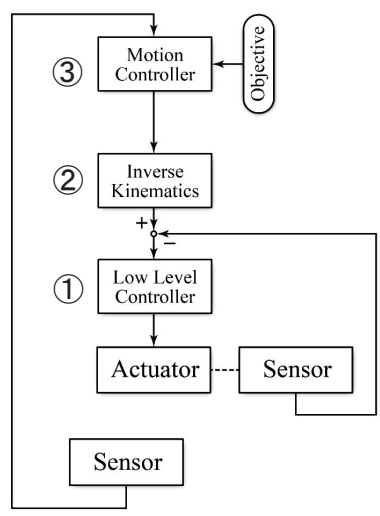 Objective
③
Motion
Controller
②
Inverse
Kinematics
+
−
①
Low Level
Controller
Actuator
Sensor
Sensor